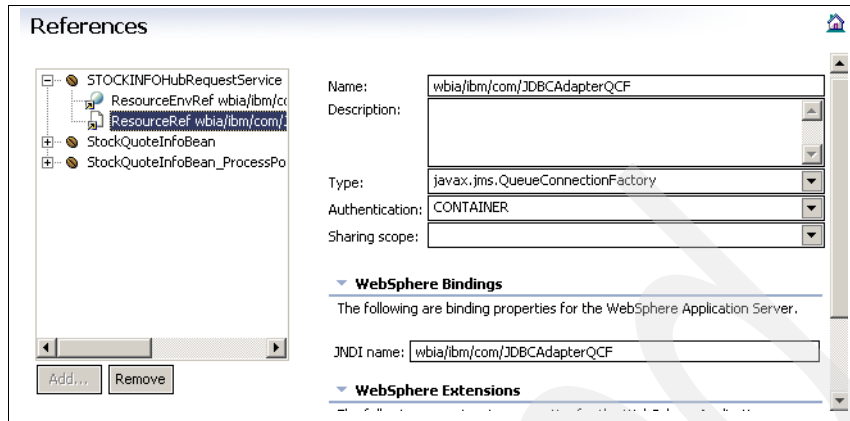 References
STOCKINFOHubRequestService
ResourceEnvRef wbia/ibm/co
ResourceRef wbia/ibm/com/J
StockQuoteInfoBean
StockQuoteInfoBean_ProcessPo
Add...
Remove
Name: wbia/ibm/com/JDBCAdapterQCF
Description:
Type: javax.jms.QueueConnectionFactory
Authentication: CONTAINER
Sharing scope:
WebSphere Bindings
The following are binding properties for the WebSphere Application Server.
JNDI name: wbia/ibm/com/JDBCAdapterQCF
WebSphere Extensions